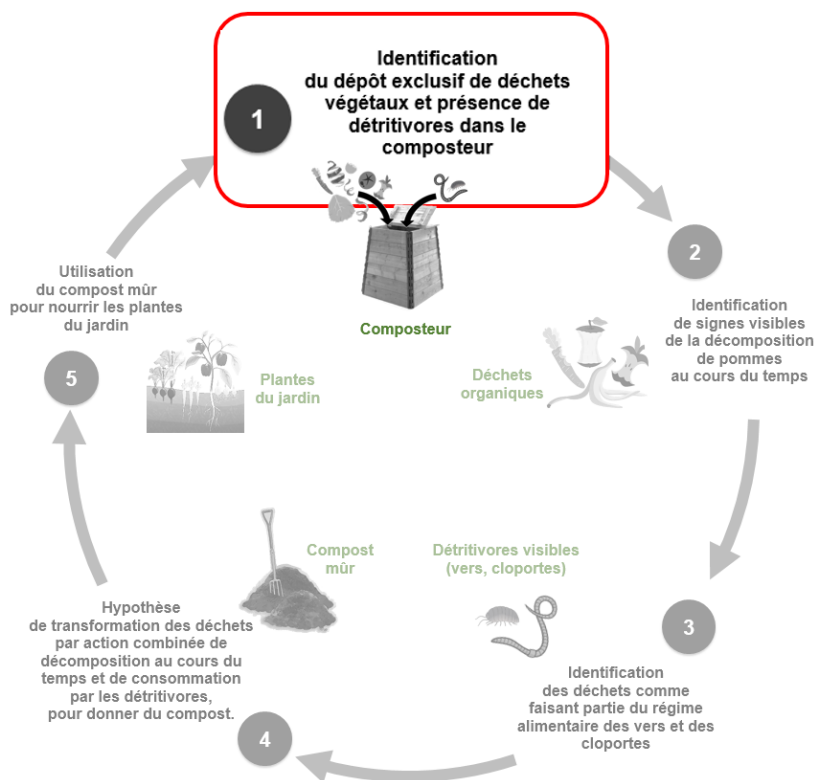 1
Identification
du dépôt exclusif de déchets
végétaux et présence de
détritivores dans le
composteur
Composteur
2
Identification
de signes visibles
de la décomposition
de pommes
au cours du temps
Déchets
organiques
3
Identification
des déchets comme
faisant partie du régime
alimentaire des vers et des
cloportes
Détritivores visibles
(vers, cloportes)
4
Hypothèse
de transformation des déchets
par action combinée de
décomposition au cours du
temps et de consommation
par les détritivores,
pour donner du compost.
Compost
mûr
5
Utilisation
du compost mûr
pour nourrir les plantes
du jardin
Plantes
du jardin